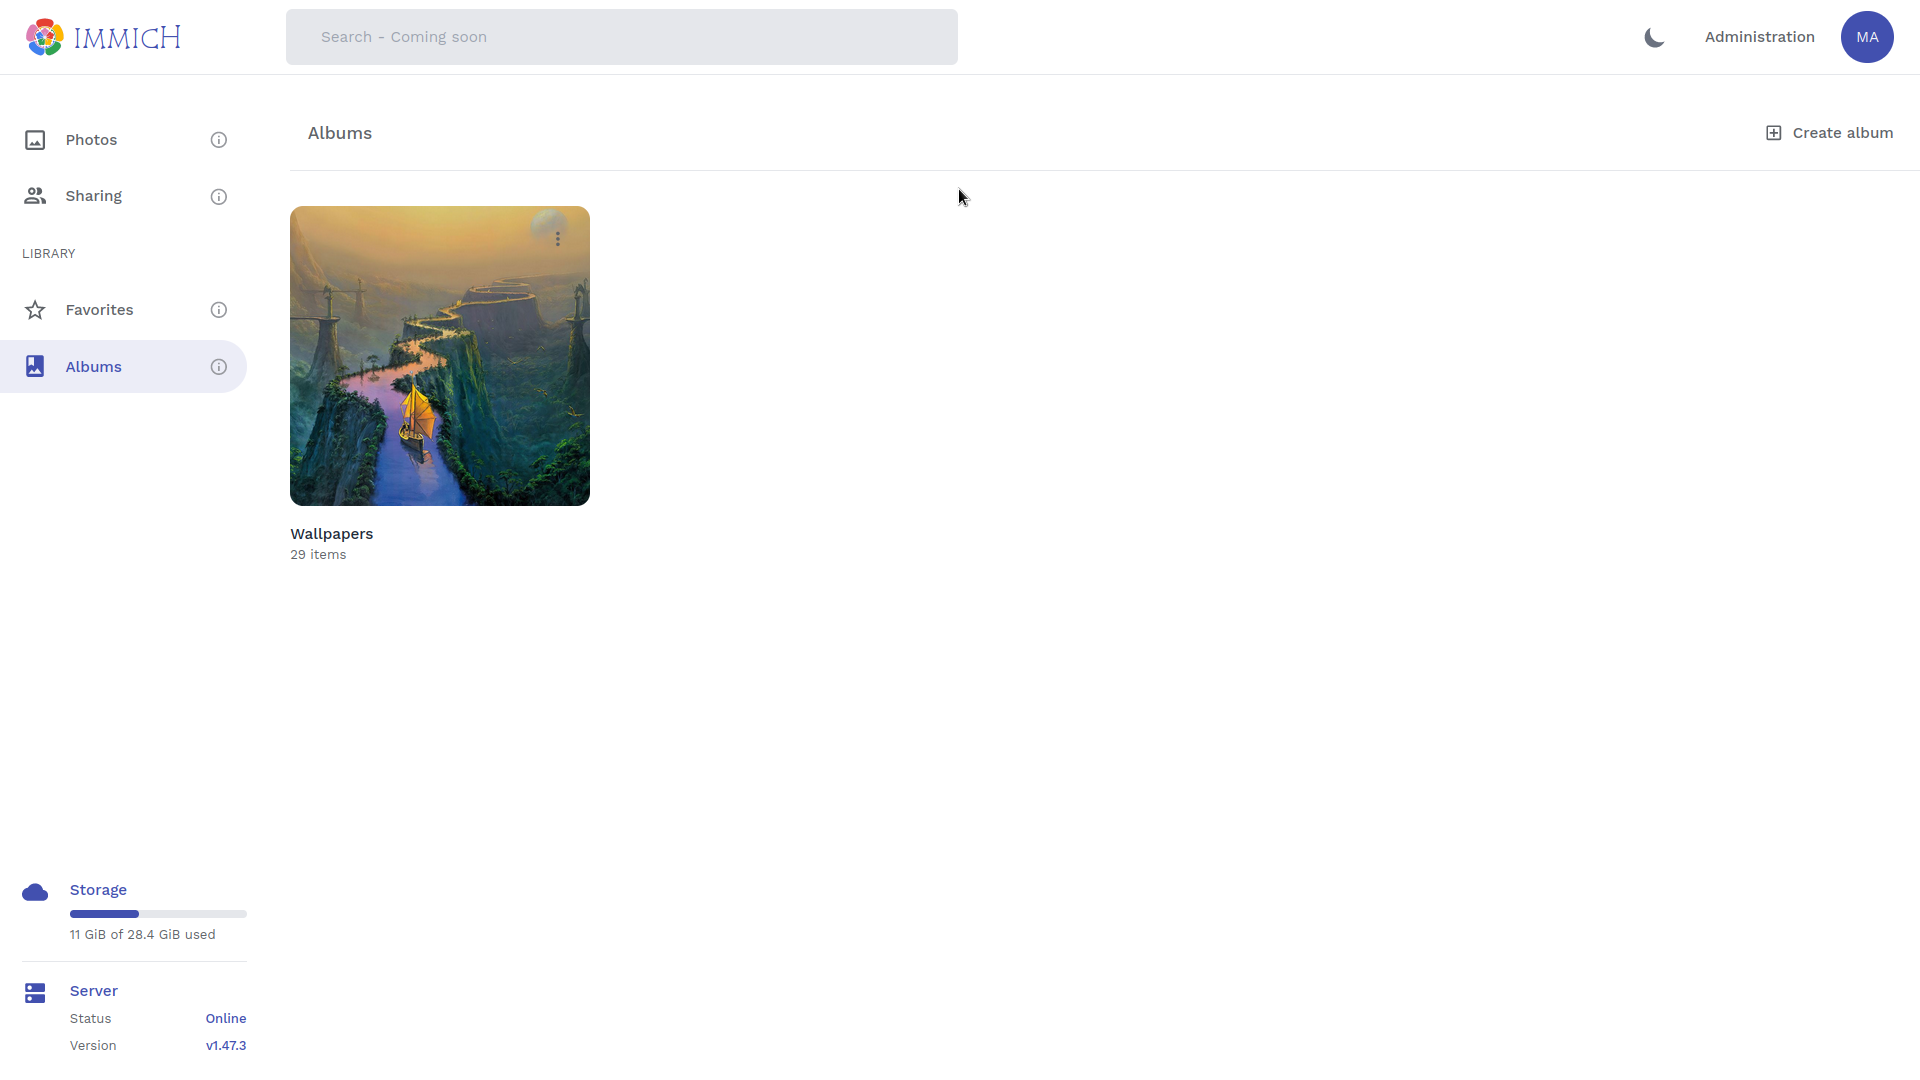 IMMICH
Search - Coming soon
Administration
MA
Photos
Sharing
LIBRARY
Favorites
Albums
Albums
Create album
Wallpapers
29 items
Storage
11 GiB of 28.4 GiB used
Server
Status Online
Version v1.47.3